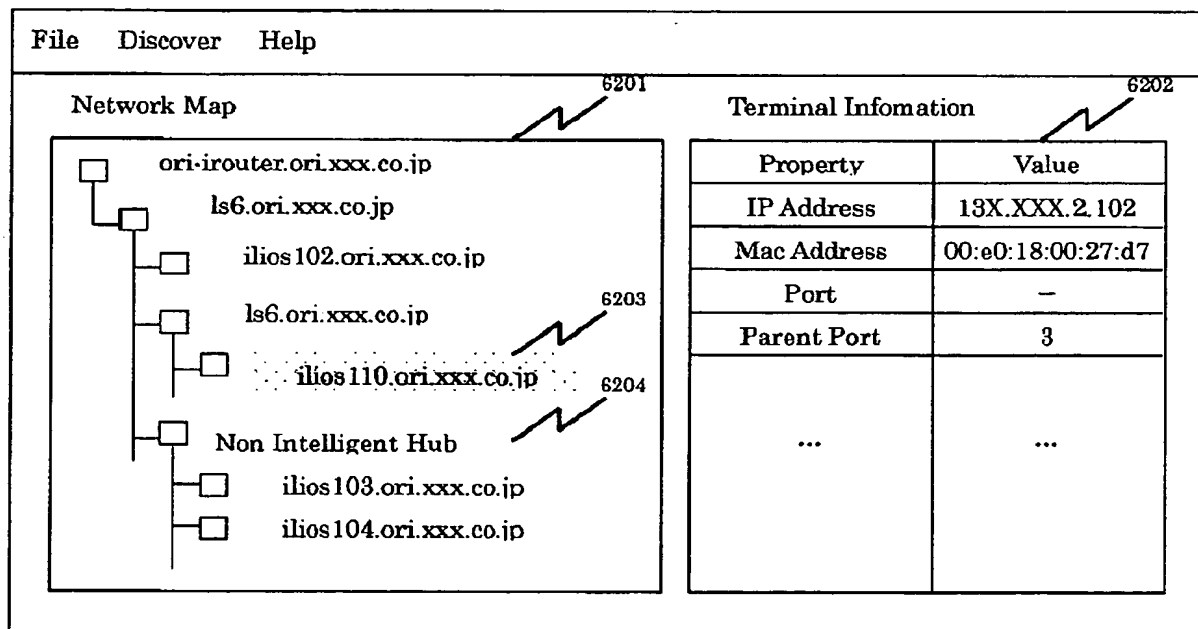 File Discover Help
6201
6202
Network Map
Terminal Infomation
ori-irouter.ori.xxx.co.jp
ls6.ori.xxx.co.jp
ilios102.ori.xxx.co.jp
ls6.ori.xxx.co.jp
6203
ilios110.ori.xxx.co.jp
6204
Non Intelligent Hub
ilios103.ori.xxx.co.jp
ilios104.ori.xxx.co.jp
Property Value
IP Address 13X.XXX.2.102
Mac Address 00:e0:18:00:27:d7
Port –
Parent Port 3
... ...